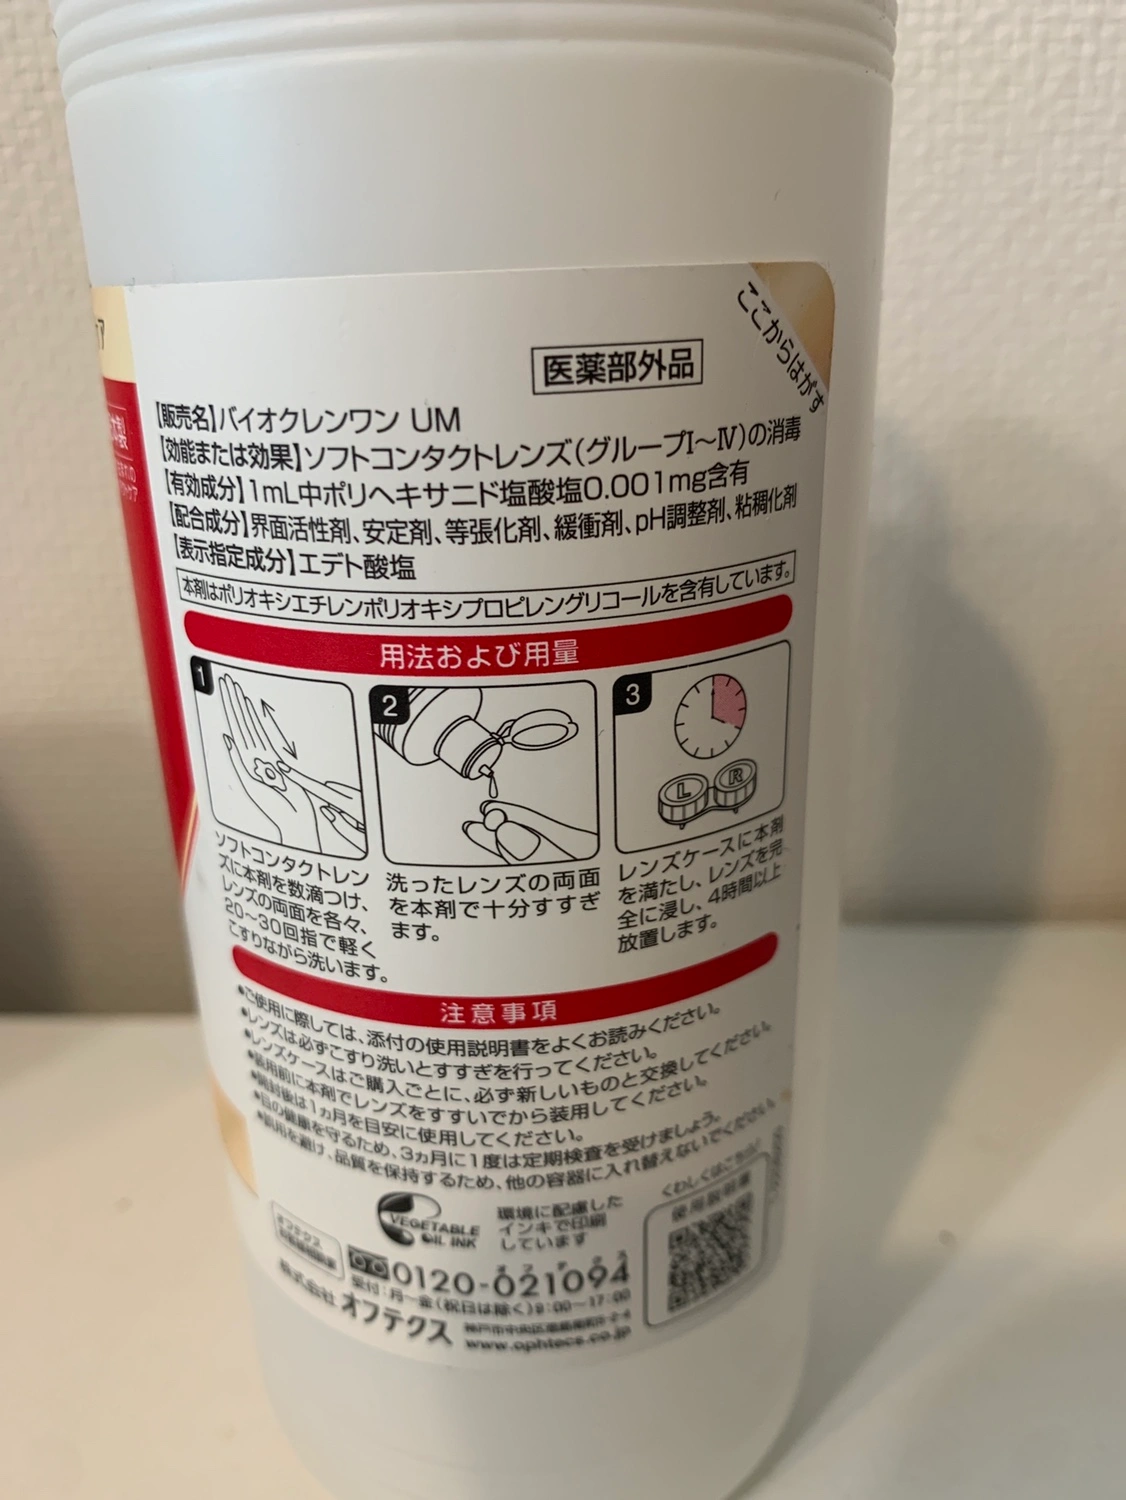 ここからはがす
医薬部外品
【販売名】バイオクレンワン UM
【効能または効果】ソフトコンタクトレンズ(グループⅠ～Ⅳ)の消毒
【有効成分】1mL中ポリヘキサニド塩酸塩0.001mg含有
【配合成分】界面活性剤、安定剤、等張化剤、緩衝剤、pH調整剤、粘稠化剤
【表示指定成分】エデト酸塩
本剤はポリオキシエチレンポリオキシプロピレングリコールを含有しています。
用法および用量
1
ソフトコンタクトレン
ズに本剤を数滴つけ、
レンズの両面を各々、
20～30回指で軽く
こすりながら洗います。
2
洗ったレンズの両面
を本剤で十分すすぎ
ます。
3
L R
レンズケースに本剤
を満たし、レンズを完
全に浸し、4時間以上
放置します。
注意事項
●ご使用に際しては、添付の使用説明書をよくお読みください。
●レンズは必ずこすり洗いとすすぎを行ってください。
●レンズケースはご購入ごとに、必ず新しいものと交換してください。
●装用前に本剤でレンズをすすいでから装用してください。
●開封後は1ヵ月を目安に使用してください。
●目の健康を守るため、3ヵ月に1度は定期検査を受けましょう。
●誤用を避け、品質を保持するため、他の容器に入れ替えないでください。
VEGETABLE
OIL INK
環境に配慮した
インキで印刷
しています
くわしくはこちら!
使用説明書
オフテクス
お客様相談室
0120-021094
受付:月～金(祝日は除く)9:00～17:00
株式会社 オフテクス
www.ophtecs.co.jp